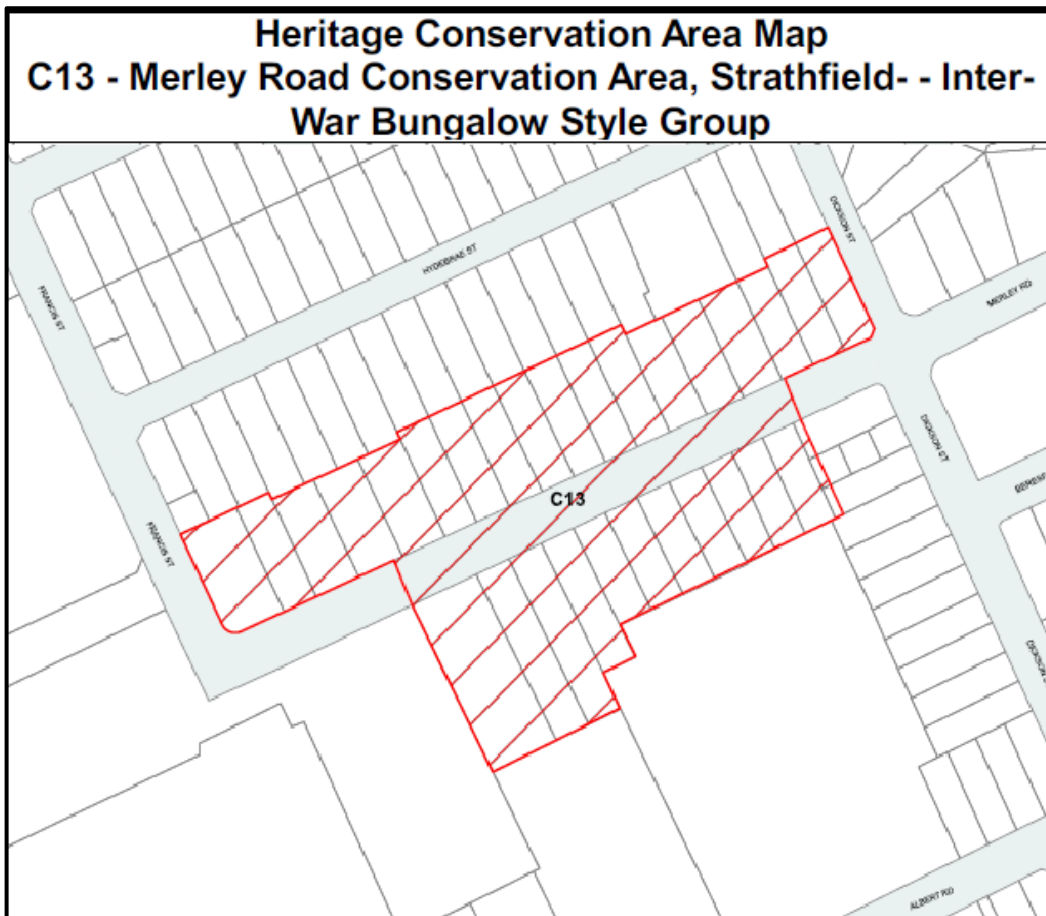 Heritage Conservation Area Map
C13 - Merley Road Conservation Area, Strathfield- - Inter-
War Bungalow Style Group
DICKSON ST
HYDEBRAE ST
MERLEY RD
FRANCIS ST
DICKSON ST
C13
FRANCIS ST
ALBERT RD